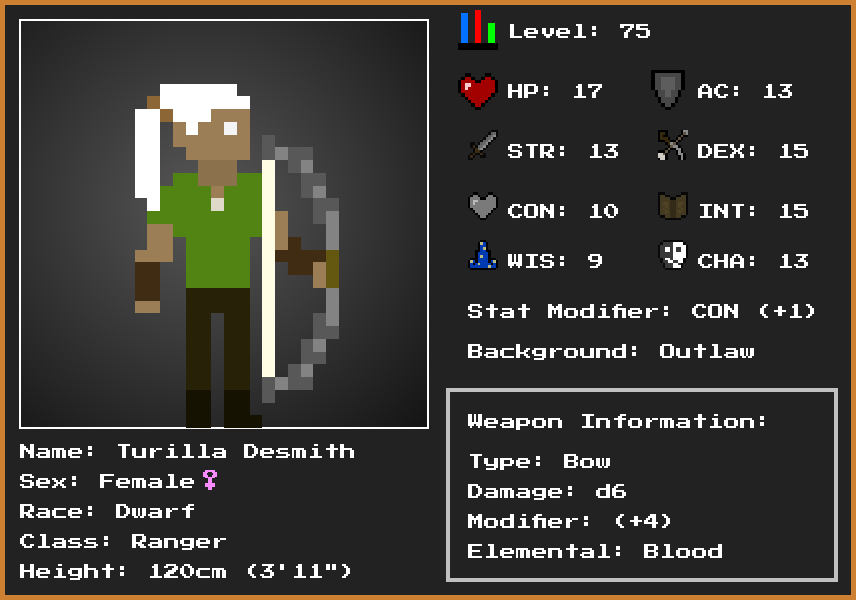 Level: 75
HP: 17
AC: 13
STR: 13
DEX: 15
CON: 10
INT: 15
WIS: 9
CHA: 13
Stat Modifier: CON (+1)
Background: Outlaw
Weapon Information:
Type: Bow
Damage: d6
Modifier: (+4)
Elemental: Blood
Name: Turilla Desmith
Sex: Female♀
Race: Dwarf
Class: Ranger
Height: 120cm (3'11")